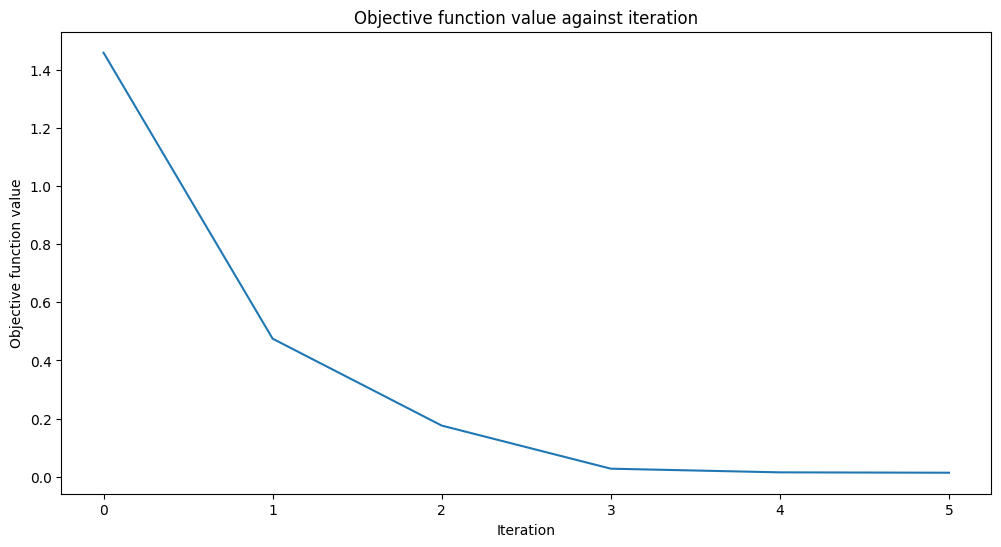 Objective function value against iteration
Objective function value
1.4
1.2
1.0
0.8
0.6
0.4
0.2
0.0
0 1 2 3 4 5
Iteration